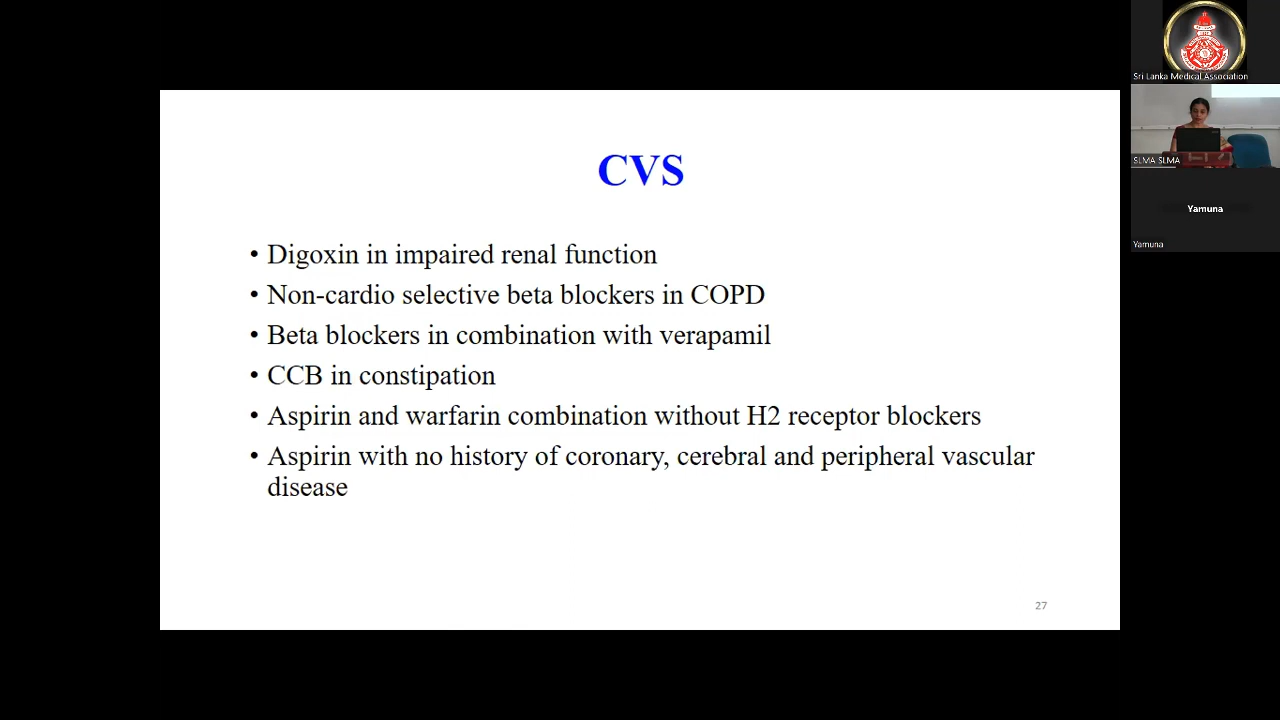 CVS
• Digoxin in impaired renal function
• Non-cardio selective beta blockers in COPD
• Beta blockers in combination with verapamil
• CCB in constipation
• Aspirin and warfarin combination without H2 receptor blockers
• Aspirin with no history of coronary, cerebral and peripheral vascular
disease
27
Sri Lanka Medical Association
SLMA SLMA
Yamuna
Yamuna